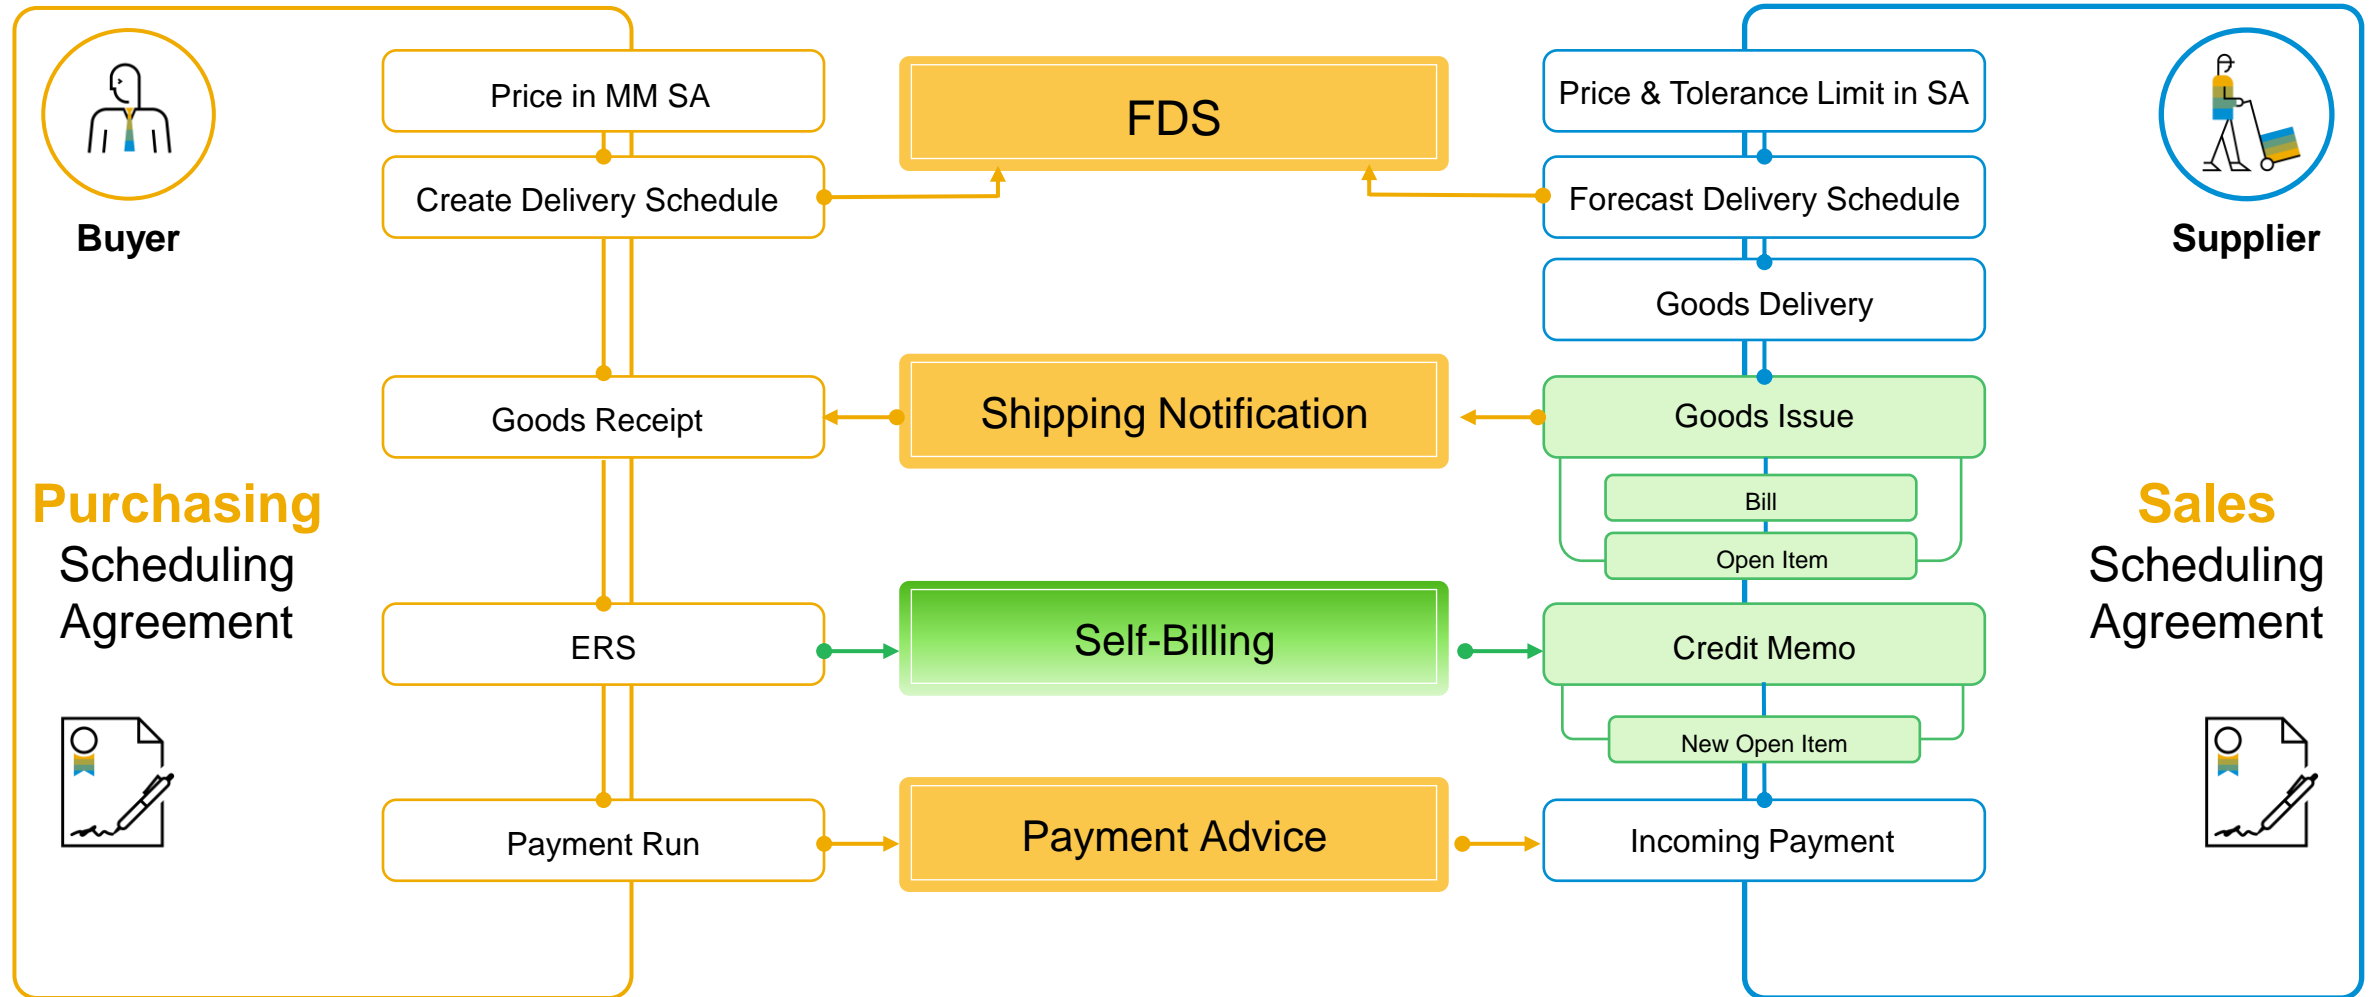 Buyer
Purchasing
Scheduling
Agreement
Price in MM SA
Create Delivery Schedule
Goods Receipt
ERS
Payment Run
FDS
Shipping Notification
Self-Billing
Payment Advice
Price & Tolerance Limit in SA
Forecast Delivery Schedule
Goods Delivery
Goods Issue
Bill
Open Item
Credit Memo
New Open Item
Incoming Payment
Supplier
Sales
Scheduling
Agreement